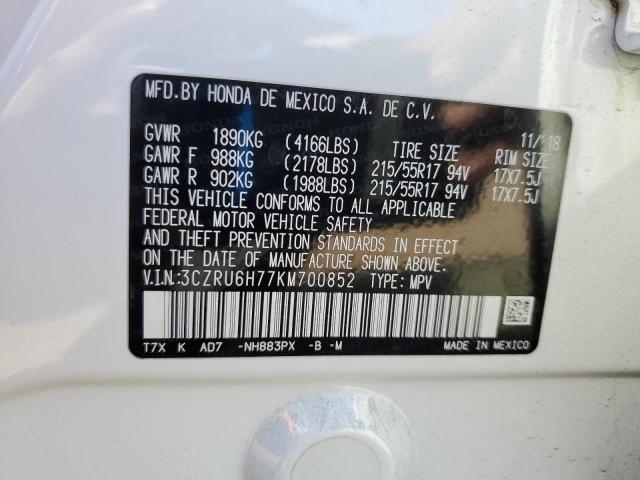 MFD.BY HONDA DE MEXICO S.A. DE C.V.
11/18
GVWR 1890KG (4166LBS) TIRE SIZE RIM SIZE
GAWR F 988KG (2178LBS) 215/55R17 94V 17X7.5J
GAWR R 902KG (1988LBS) 215/55R17 94V 17X7.5J
THIS VEHICLE CONFORMS TO ALL APPLICABLE
FEDERAL MOTOR VEHICLE SAFETY
AND THEFT PREVENTION STANDARDS IN EFFECT
ON THE DATE OF MANUFACTURE SHOWN ABOVE.
V.I.N.:3CZRU6H77KM700852 TYPE: MPV
T7X K AD7 -NH883PX -B -M MADE IN MEXICO